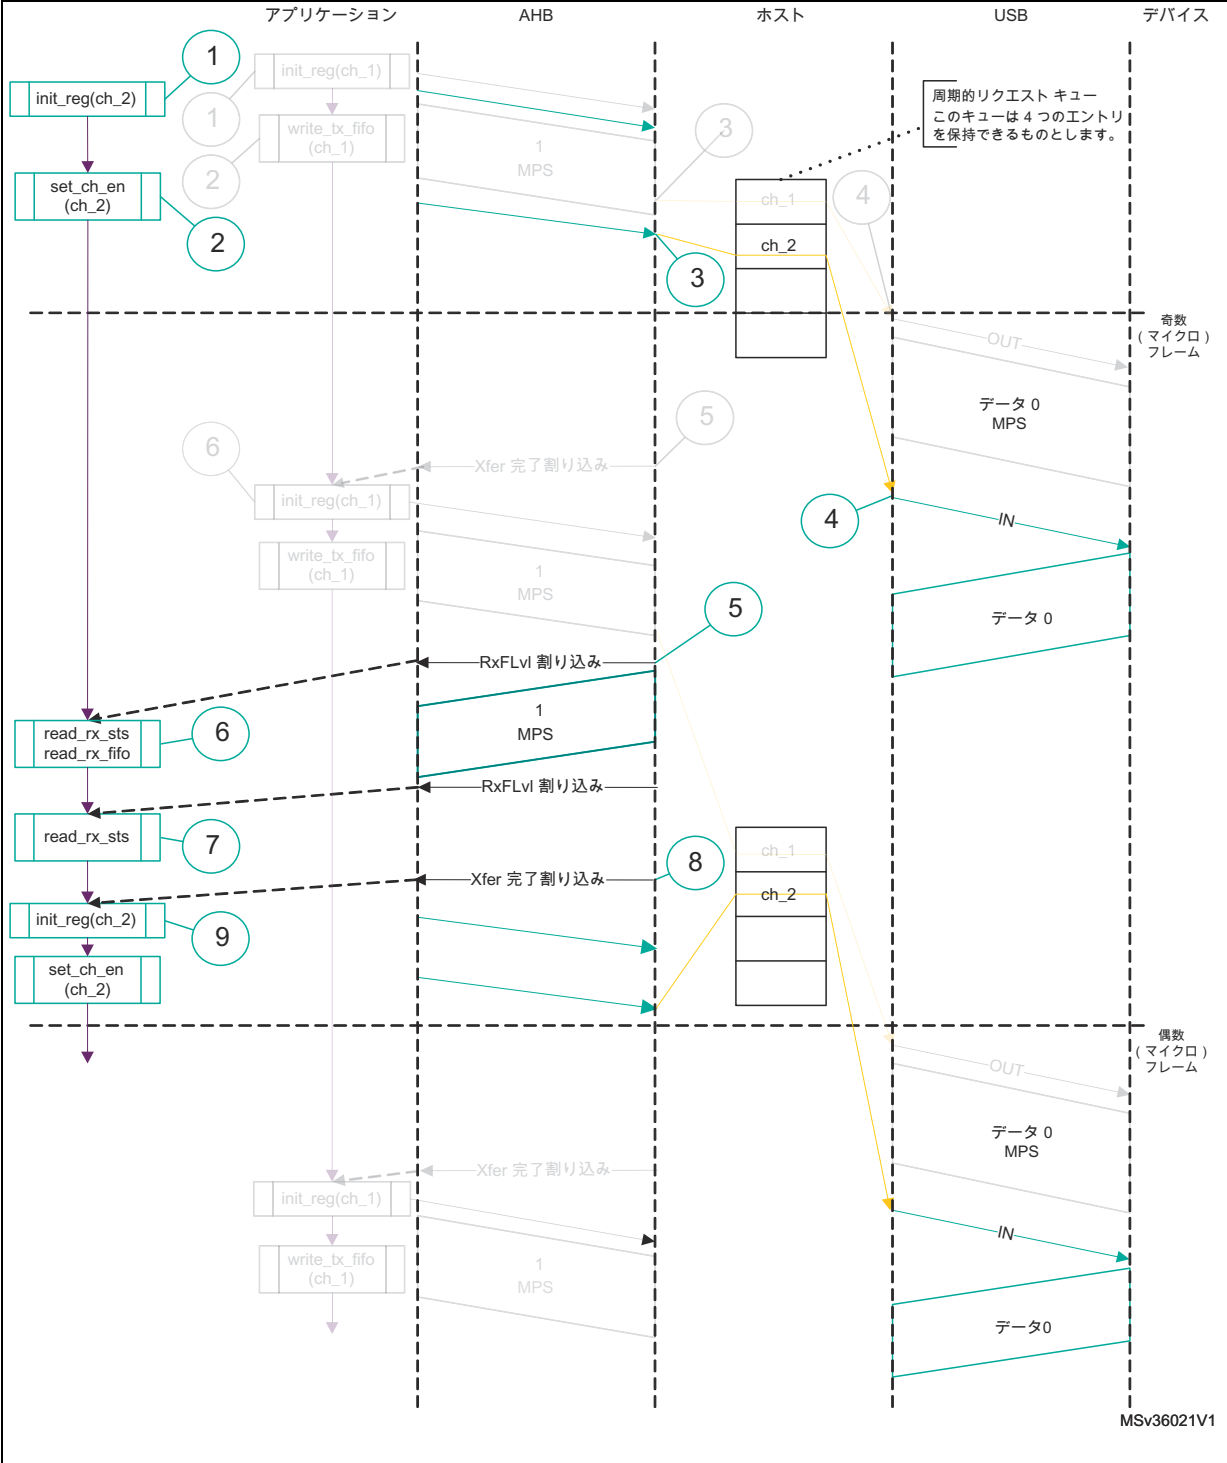 アプリケーション
AHB
ホスト
USB
デバイス
1
init_reg(ch_2)
init_reg(ch_1)
1
write_tx_fifo
(ch_1)
2
1
MPS
3
周期的リクエスト キュー
このキューは 4 つのエントリ
を保持できるものとします。
set_ch_en
(ch_2)
2
3
ch_1
ch_2
4
奇数
( マイクロ )
フレーム
OUT
データ 0
MPS
5
6
Xfer 完了割り込み
init_reg(ch_1)
write_tx_fifo
(ch_1)
1
MPS
4
IN
データ 0
5
RxFLvl 割り込み
1
MPS
read_rx_sts
read_rx_fifo
6
RxFLvl 割り込み
read_rx_sts
7
8
Xfer 完了割り込み
ch_1
ch_2
init_reg(ch_2)
9
set_ch_en
(ch_2)
偶数
( マイクロ )
フレーム
OUT
データ 0
MPS
Xfer 完了割り込み
init_reg(ch_1)
write_tx_fifo
(ch_1)
1
MPS
IN
データ0
MSv36021V1